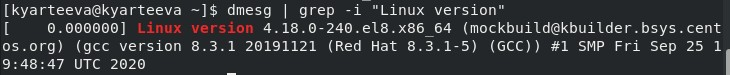 [kyarteeva@kyarteeva ~]$ dmesg | grep -i "Linux version"
[    0.000000] Linux version 4.18.0-240.el8.x86_64 (mockbuild@kbuilder.bsys.cent
os.org) (gcc version 8.3.1 20191121 (Red Hat 8.3.1-5) (GCC)) #1 SMP Fri Sep 25 1
9:48:47 UTC 2020